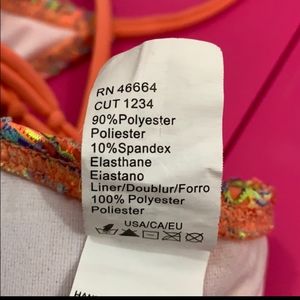 RN 46664
CUT 1234
90%Polyester
Poliester
10%Spandex
Elasthane
Eiastano
Liner/Doublur/Forro
100% Polyester
Poliester
USA/CA/EU